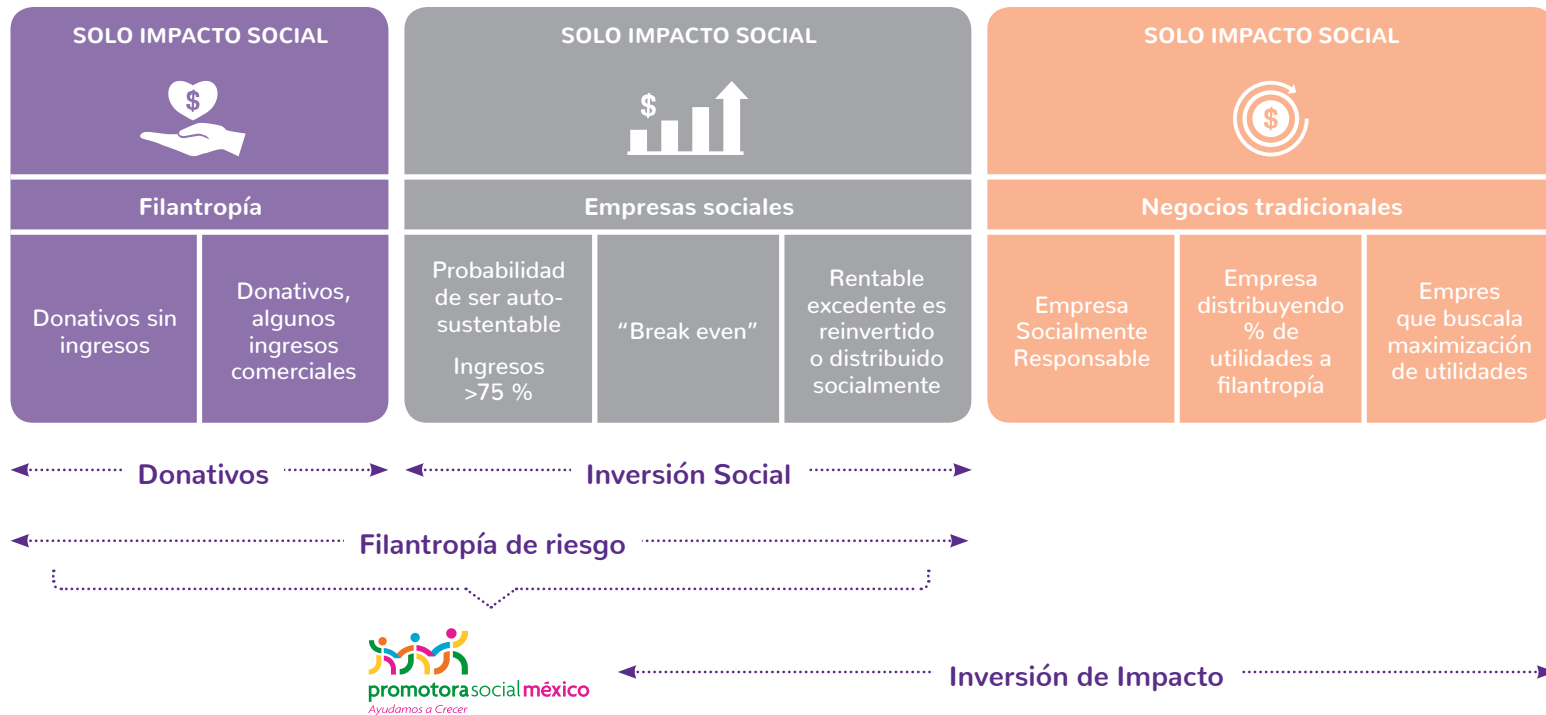 SOLO IMPACTO SOCIAL
$
Filantropía
Donativos sin
ingresos
Donativos,
algunos
ingresos
comerciales
SOLO IMPACTO SOCIAL
$
Empresas sociales
Probabilidad
de ser auto-
sustentable
Ingresos
>75 %
“Break even”
Rentable
excedente es
reinvertido
o distribuido
socialmente
SOLO IMPACTO SOCIAL
$
Negocios tradicionales
Empresa
Socialmente
Responsable
Empresa
distribuyendo
% de
utilidades a
filantropía
Empres
que buscala
maximización
de utilidades
Donativos
Inversión Social
Filantropía de riesgo
promotorasocialméxico
Ayudamos a Crecer
Inversión de Impacto